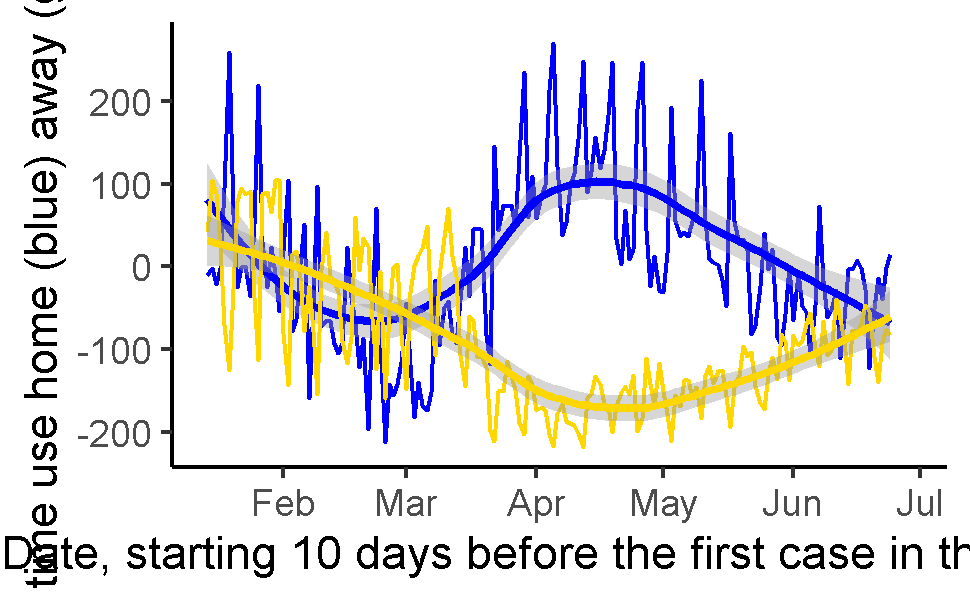 time use home (blue) away (
200
100
0
-100
-200
Feb Mar Apr May Jun Jul
Date, starting 10 days before the first case in th